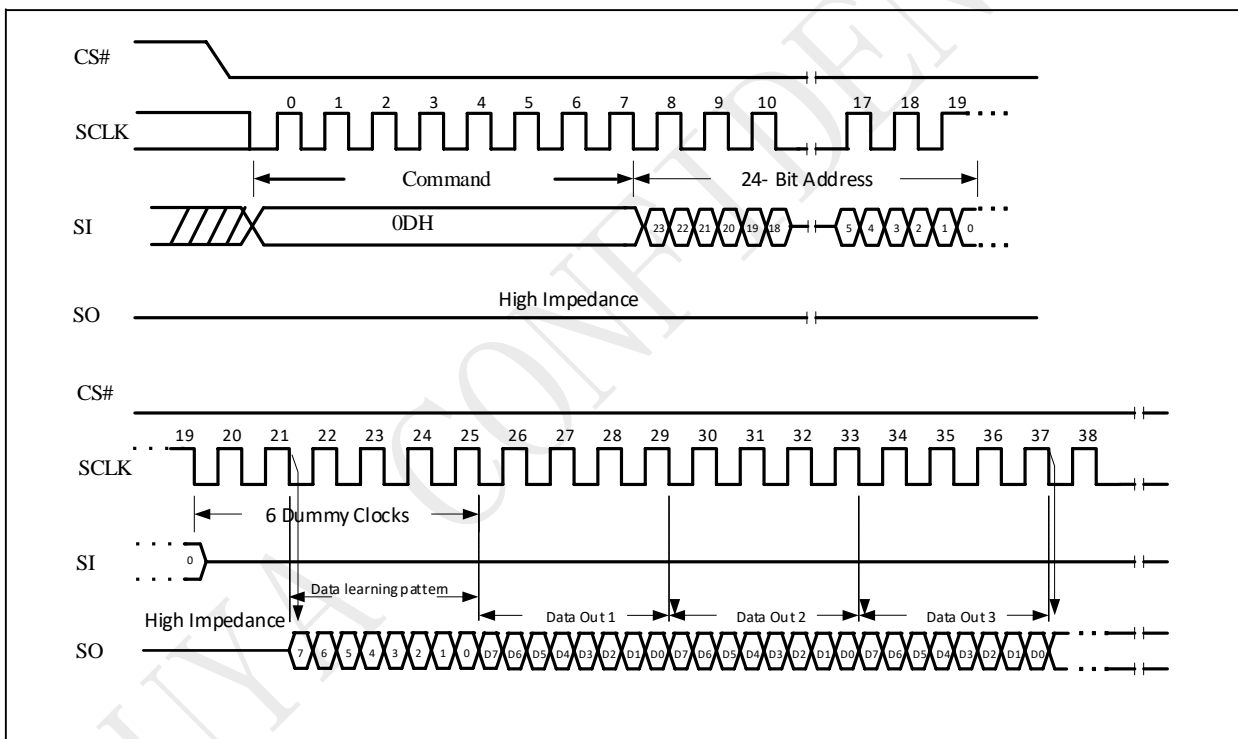 CS#
0 1 2 3 4 5 6 7 8 9 10 17 18 19
SCLK
Command 24- Bit Address
SI 0DH 23 22 21 20 19 18 5 4 3 2 1 0
High Impedance
SO
CS#
19 20 21 22 23 24 25 26 27 28 29 30 31 32 33 34 35 36 37 38
SCLK
6 Dummy Clocks
SI 0
Data learning pattem
High Impedance Data Out 1 Data Out 2 Data Out 3
SO 7 6 5 4 3 2 1 0 D7 D6 D5 D4 D3 D2 D1 D0 D7 D6 D5 D4 D3 D2 D1 D0 D7 D6 D5 D4 D3 D2 D1 D0
UYA CONFIDEN